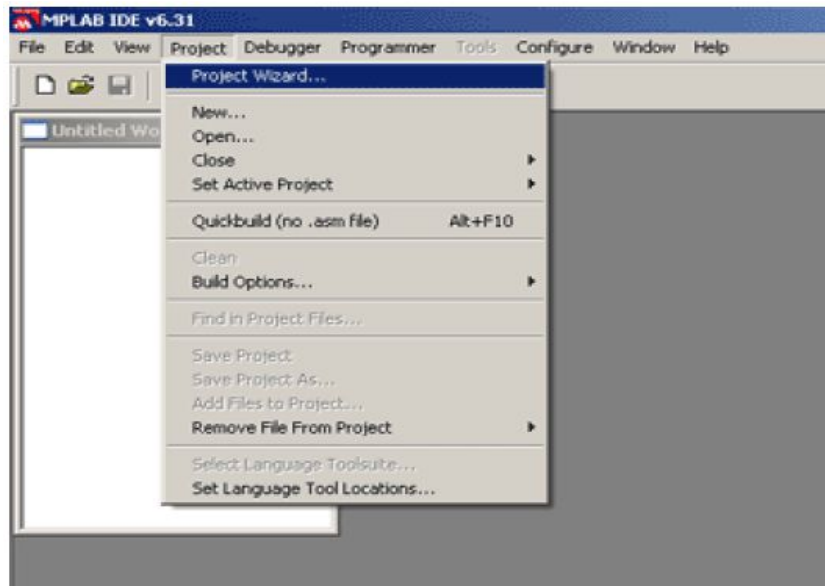 MPLAB IDE v6.31
File Edit View Project Debugger Programmer Tools Configure Window Help
Project Wizard...
New...
Open...
Untitled Wo
Close
Set Active Project
Quickbuild (no .asm file) Alt+F10
Clean
Build Options...
Find in Project Files...
Save Project
Save Project As...
Add Files to Project...
Remove File From Project
Select Language Toolsuite...
Set Language Tool Locations...